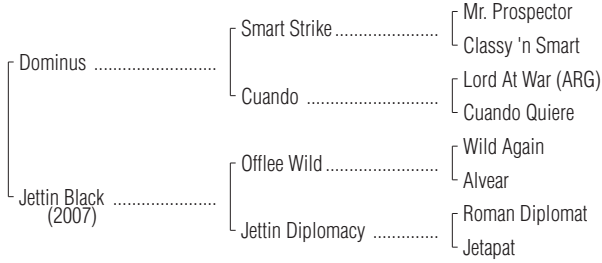 Mr. Prospector
Smart Strike ....................
Classy 'n Smart
Dominus ........................
Lord At War (ARG)
Cuando .........................
Cuando Quiere
Wild Again
Offlee Wild ......................
Alvear
Jettin Black ....................
(2007)
Roman Diplomat
Jettin Diplomacy .............
Jetapat